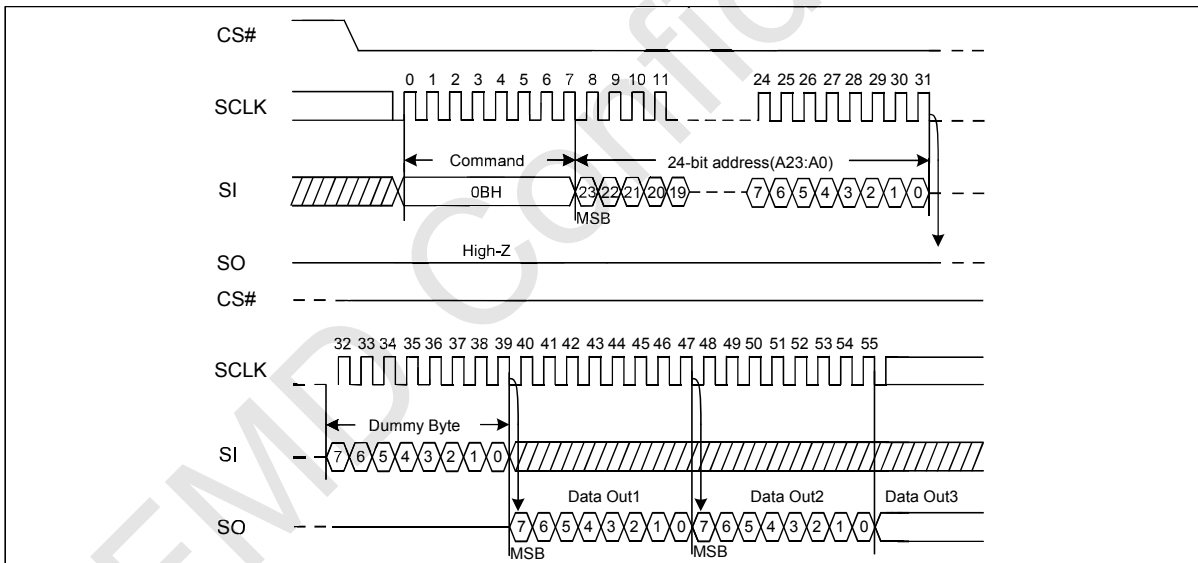 CS#
0 1 2 3 4 5 6 7 8 9 10 11 24 25 26 27 28 29 30 31
SCLK
Command 24-bit address(A23:A0)
SI 0BH 23 22 21 20 19 7 6 5 4 3 2 1 0
MSB
High-Z
SO
CS#
32 33 34 35 36 37 38 39 40 41 42 43 44 45 46 47 48 49 50 51 52 53 54 55
SCLK
Dummy Byte
SI 7 6 5 4 3 2 1 0
Data Out1 Data Out2 Data Out3
SO 7 6 5 4 3 2 1 0 7 6 5 4 3 2 1 0
MSB MSB